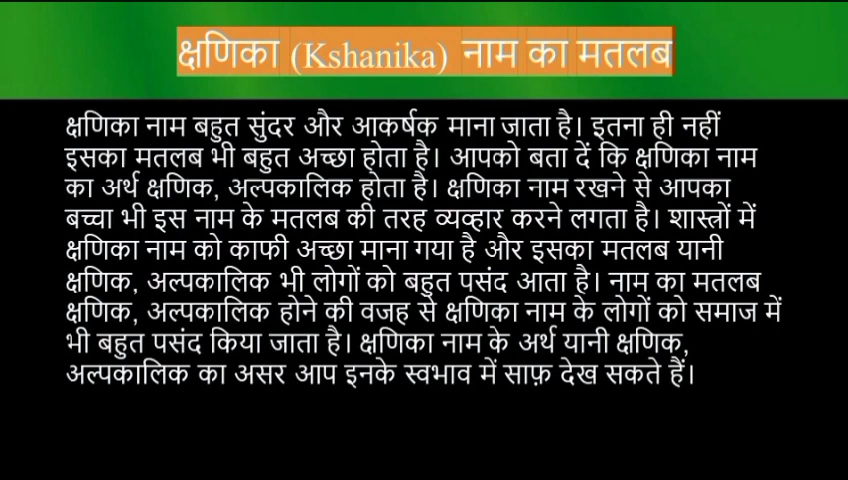 क्षणिका (Kshanika) नाम का मतलब
क्षणिका नाम बहुत सुंदर और आकर्षक माना जाता है। इतना ही नहीं
इसका मतलब भी बहुत अच्छा होता है। आपको बता दें कि क्षणिका नाम
का अर्थ क्षणिक, अल्पकालिक होता है। क्षणिका नाम रखने से आपका
बच्चा भी इस नाम के मतलब की तरह व्यव्हार करने लगता है। शास्त्रों में
क्षणिका नाम को काफी अच्छा माना गया है और इसका मतलब यानी
क्षणिक, अल्पकालिक भी लोगों को बहुत पसंद आता है। नाम का मतलब
क्षणिक, अल्पकालिक होने की वजह से क्षणिका नाम के लोगों को समाज में
भी बहुत पसंद किया जाता है। क्षणिका नाम के अर्थ यानी क्षणिक,
अल्पकालिक का असर आप इनके स्वभाव में साफ़ देख सकते हैं।